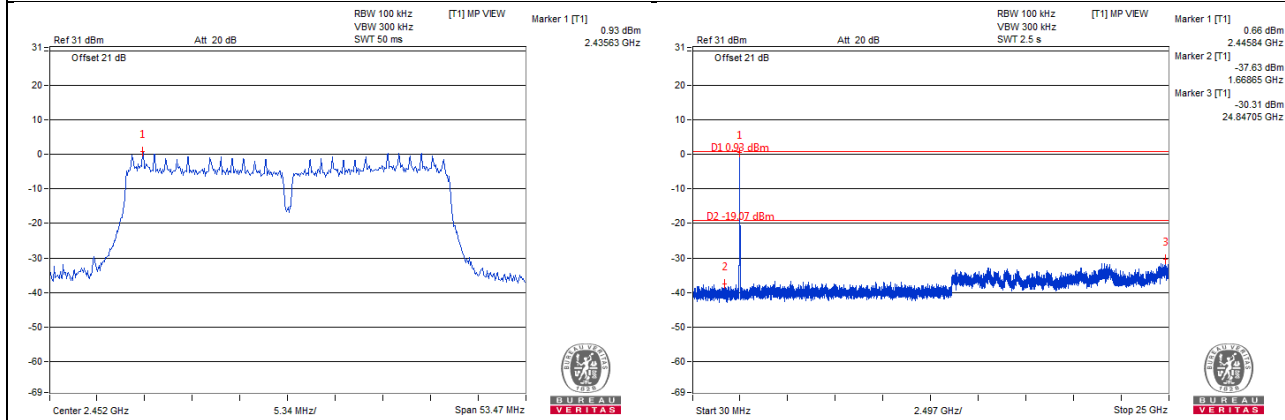 RBW 100 kHz
[T1] MP VIEW
Marker 1 [T1]
VBW 300 kHz
0.93 dBm
Ref 31 dBm
Att 20 dB
SWT 50 ms
2.43563 GHz
31
Offset 21 dB
20
10
1
0
-10
-20
-30
-40
-50
-60
-69
Center 2.452 GHz
5.34 MHz/
Span 53.47 MHz
BUREAU VERITAS
1828
BUREAU
VERITAS
RBW 100 kHz
[T1] MP VIEW
Marker 1 [T1]
VBW 300 kHz
0.66 dBm
Ref 31 dBm
Att 20 dB
SWT 2.5 s
2.44584 GHz
Marker 2 [T1]
-37.63 dBm
1.66865 GHz
Marker 3 [T1]
-30.31 dBm
24.84705 GHz
31
Offset 21 dB
20
10
1
D1 0.93 dBm
0
-10
D2 -19.07 dBm
-20
3
2
-30
-40
-50
-60
-69
Start 30 MHz
2.497 GHz/
Stop 25 GHz
BUREAU VERITAS
1828
BUREAU
VERITAS